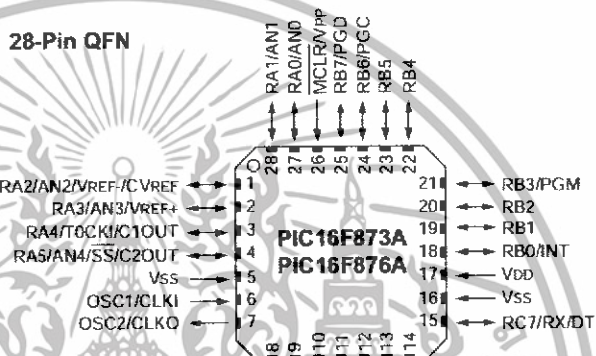 28-Pin QFN
RA1/AN1
RA0/AN0
MCLR/VPP
RB7/PGD
RB6/PGC
RB5
RB4
28 27 26 25 24 23 22
RA2/AN2/VREF-/CVREF 1
RA3/AN3/VREF+ 2
RA4/T0CKI/C1OUT 3
RA5/AN4/SS/C2OUT 4
VSS 5
OSC1/CLKI 6
OSC2/CLKO 7
PIC16F873A
PIC16F876A
21 RB3/PGM
20 RB2
19 RB1
18 RB0/INT
17 VDD
16 VSS
15 RC7/RX/DT
8 9 10 11 12 13 14